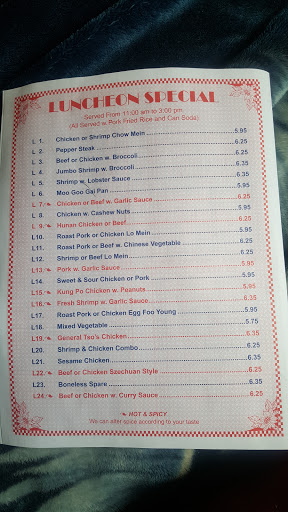 LUNCHEON SPECIAL
Served From 11:00 am to 3:00 pm
(All Served w. Pork Fried Rice and Can Soda)
L 1. Chicken or Shrimp Chow Mein 5.95
L 2. Pepper Steak 6.25
L 3. Beef or Chicken w. Broccoli 6.25
L 4. Jumbo Shrimp w. Broccoli 6.35
L 5. Shrimp w. Lobster Sauce 6.25
L 6. Moo Goo Gai Pan 5.95
L 7. Chicken or Beef w. Garlic Sauce 6.25
L 8. Chicken w. Cashew Nuts 5.95
L 9. Hunan Chicken or Beef 6.25
L10. Roast Pork or Chicken Lo Mein 5.95
L11. Roast Pork or Beef w. Chinese Vegetable 6.25
L12. Shrimp or Beef Lo Mein 6.25
L13. Pork w. Garlic Sauce 5.95
L14. Sweet & Sour Chicken or Pork 5.95
L15. Kung Po Chicken w. Peanuts 5.95
L16. Fresh Shrimp w. Garlic Sauce 6.35
L17. Roast Pork or Chicken Egg Foo Young 5.95
L18. Mixed Vegetable 5.75
L19. General Tso's Chicken 6.35
L20. Shrimp & Chicken Combo 6.25
L21. Sesame Chicken 6.35
L22. Beef or Chicken Szechuan Style 6.25
L23. Boneless Spare 6.35
L24. Beef or Chicken w. Curry Sauce 6.25
HOT & SPICY
We can alter spice according to your taste